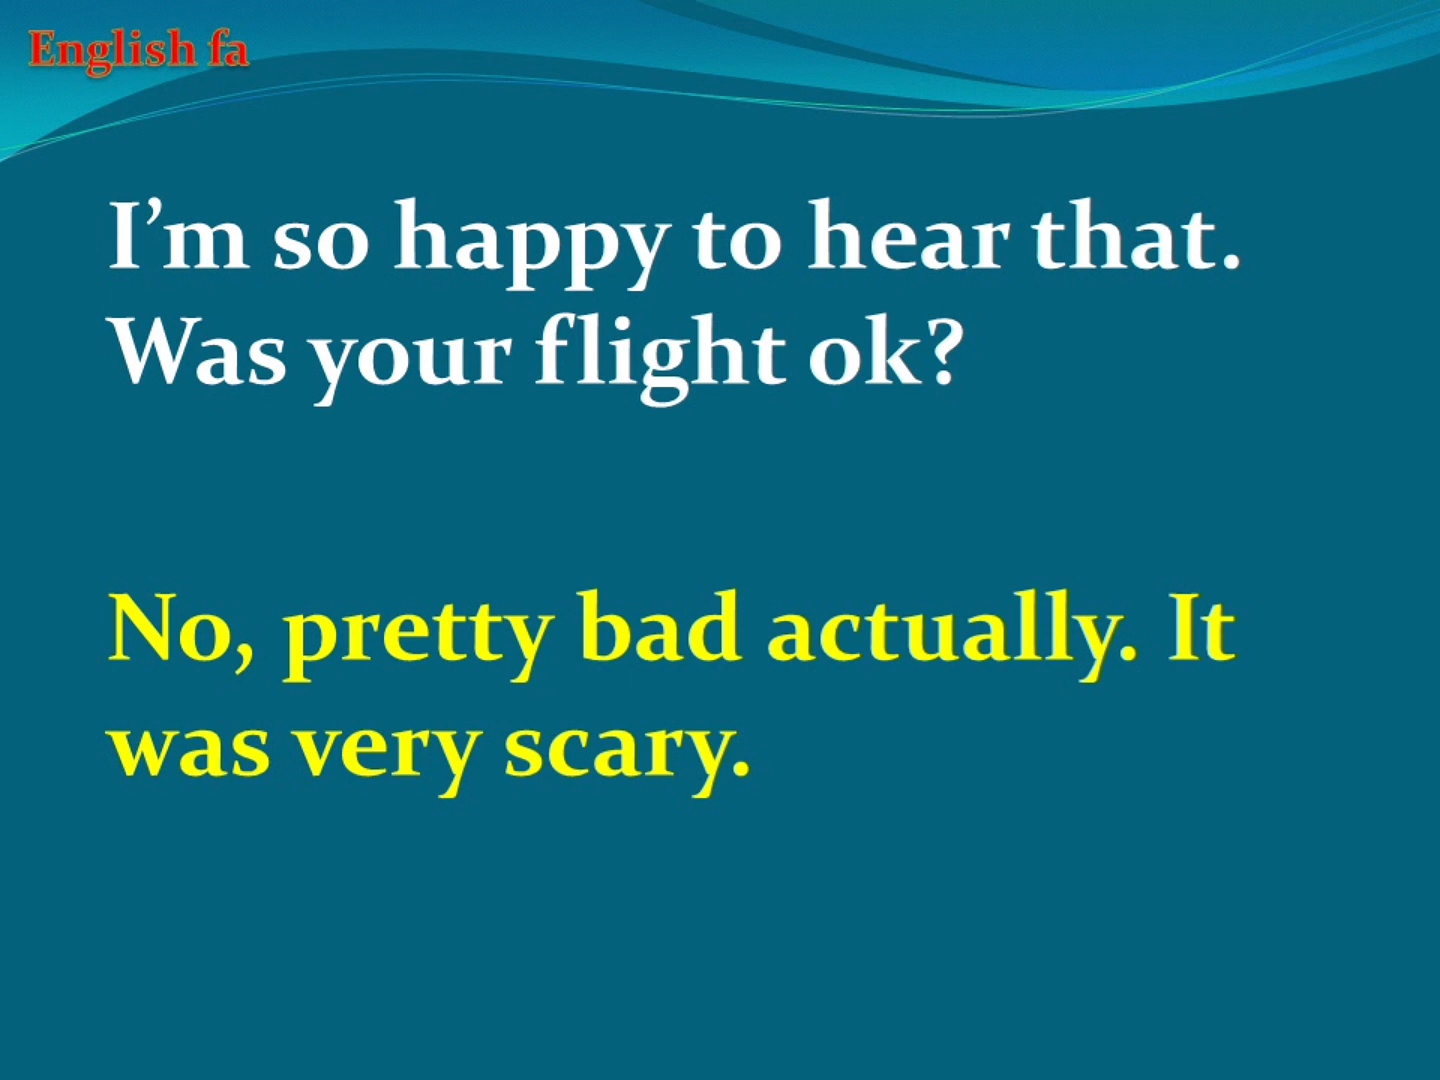 English fa
I’m so happy to hear that.
Was your flight ok?
No, pretty bad actually. It
was very scary.